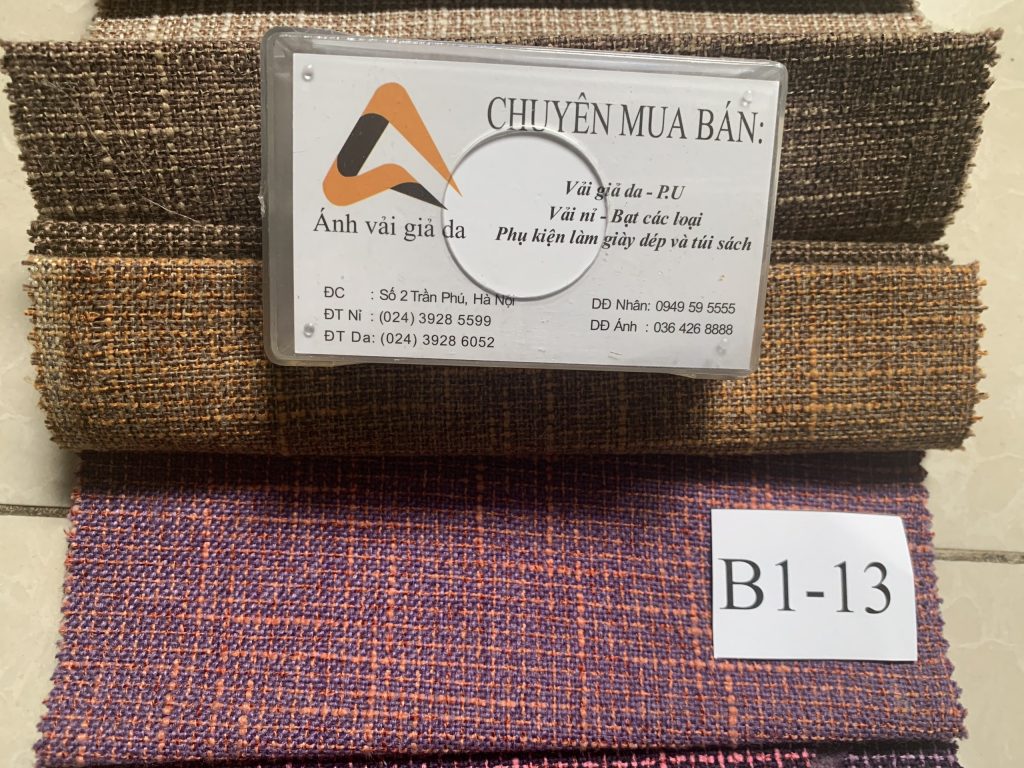 CHUYÊN MUA BÁN:
Vải giả da - P.U
Vải nỉ - Bạt các loại
Phụ kiện làm giày dép và túi sách
Ánh vải giả da
ĐC : Số 2 Trần Phú, Hà Nội
ĐT Nỉ : (024) 3928 5599
ĐT Da: (024) 3928 6052
DĐ Nhân: 0949 59 5555
DĐ Ánh : 036 426 8888
B1-13